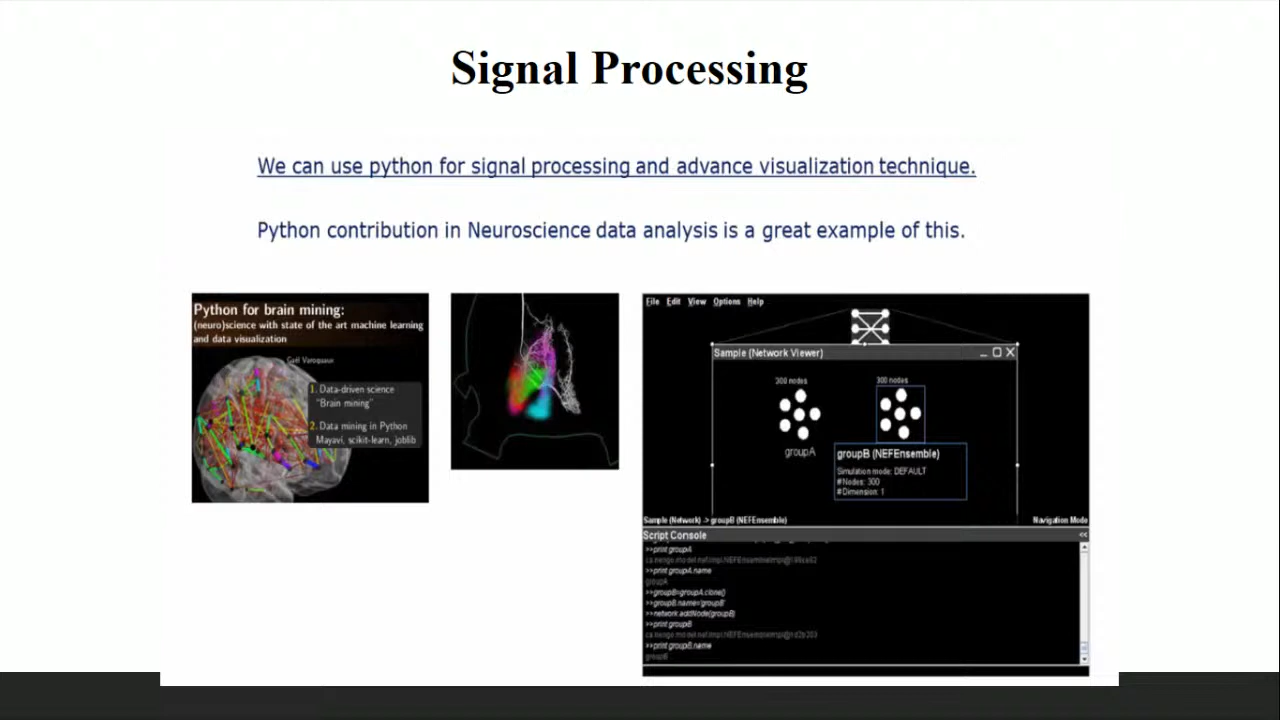 Signal Processing
We can use python for signal processing and advance visualization technique.
Python contribution in Neuroscience data analysis is a great example of this.
Python for brain mining:
(neuro)science with state of the art machine learning
and data visualization
Gaël Varoquaux
1. Data-driven science
"Brain mining"
2. Data mining in Python
Mayavi, scikit-learn, joblib
File Edit View Options Help
Sample (Network Viewer)
300 nodes
300 nodes
groupA
groupB (NEFEnsemble)
Simulation mode: DEFAULT
#Nodes: 300
#Dimension: 1
Sample (Network) -> groupB (NEFEnsemble)
Navigation Mode
Script Console
<<
>>print groupA
>>print groupA.name
groupA
>>groupB=groupA.clone()
>>groupB.name='groupB'
>>network.addNode(groupB)
>>print groupB
>>print groupB.name
groupB